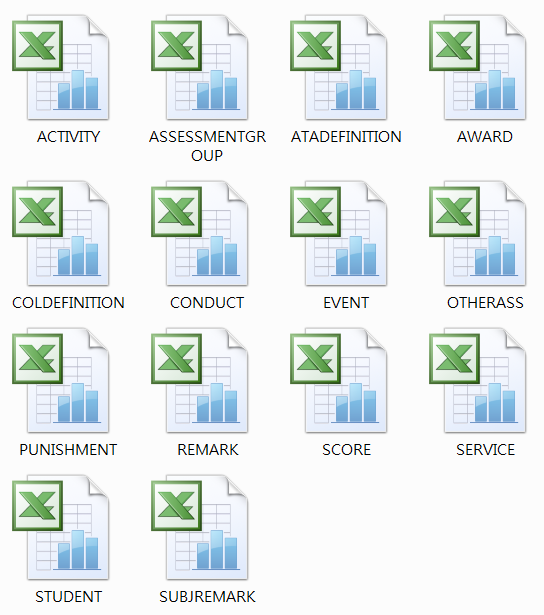 ACTIVITY
ASSESSMENTGR
OUP
ATADEFINITION
AWARD
COLDEFINITION
CONDUCT
EVENT
OTHERASS
PUNISHMENT
REMARK
SCORE
SERVICE
STUDENT
SUBJREMARK